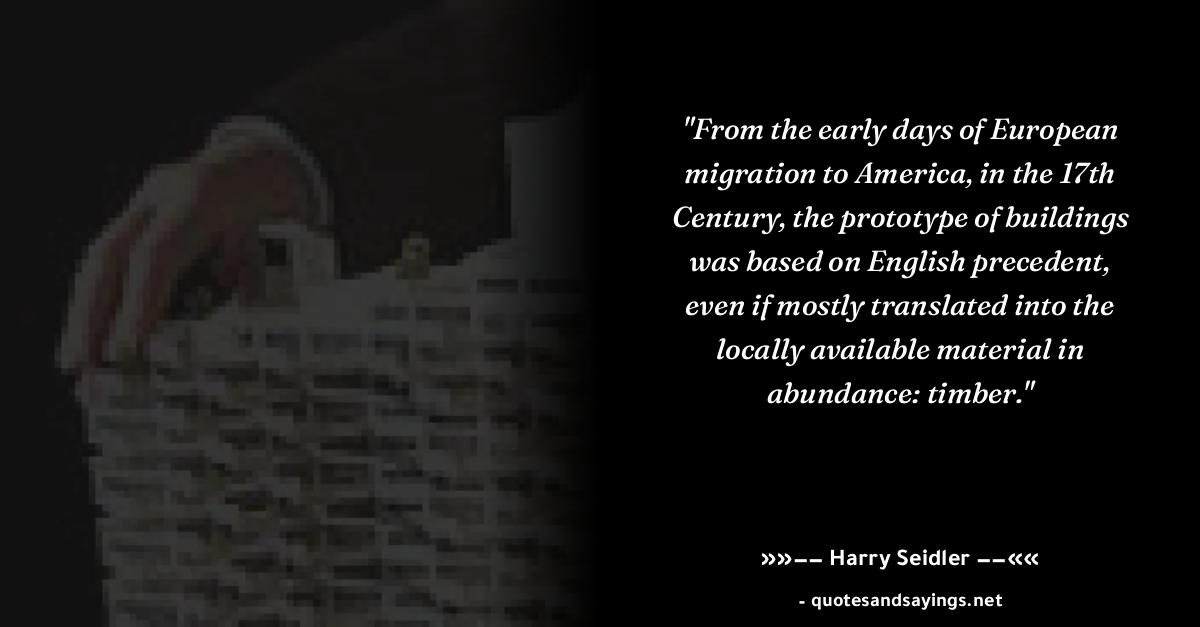 "From the early days of European
migration to America, in the 17th
Century, the prototype of buildings
was based on English precedent,
even if mostly translated into the
locally available material in
abundance: timber."
»»–– Harry Seidler ––««
- quotesandsayings.net